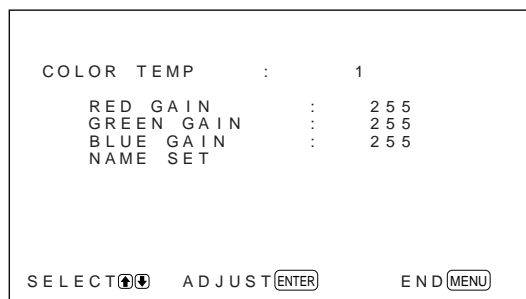 COLOR TEMP : 1
RED GAIN : 255
GREEN GAIN : 255
BLUE GAIN : 255
NAME SET
SELECT ADJUST ENTER END MENU